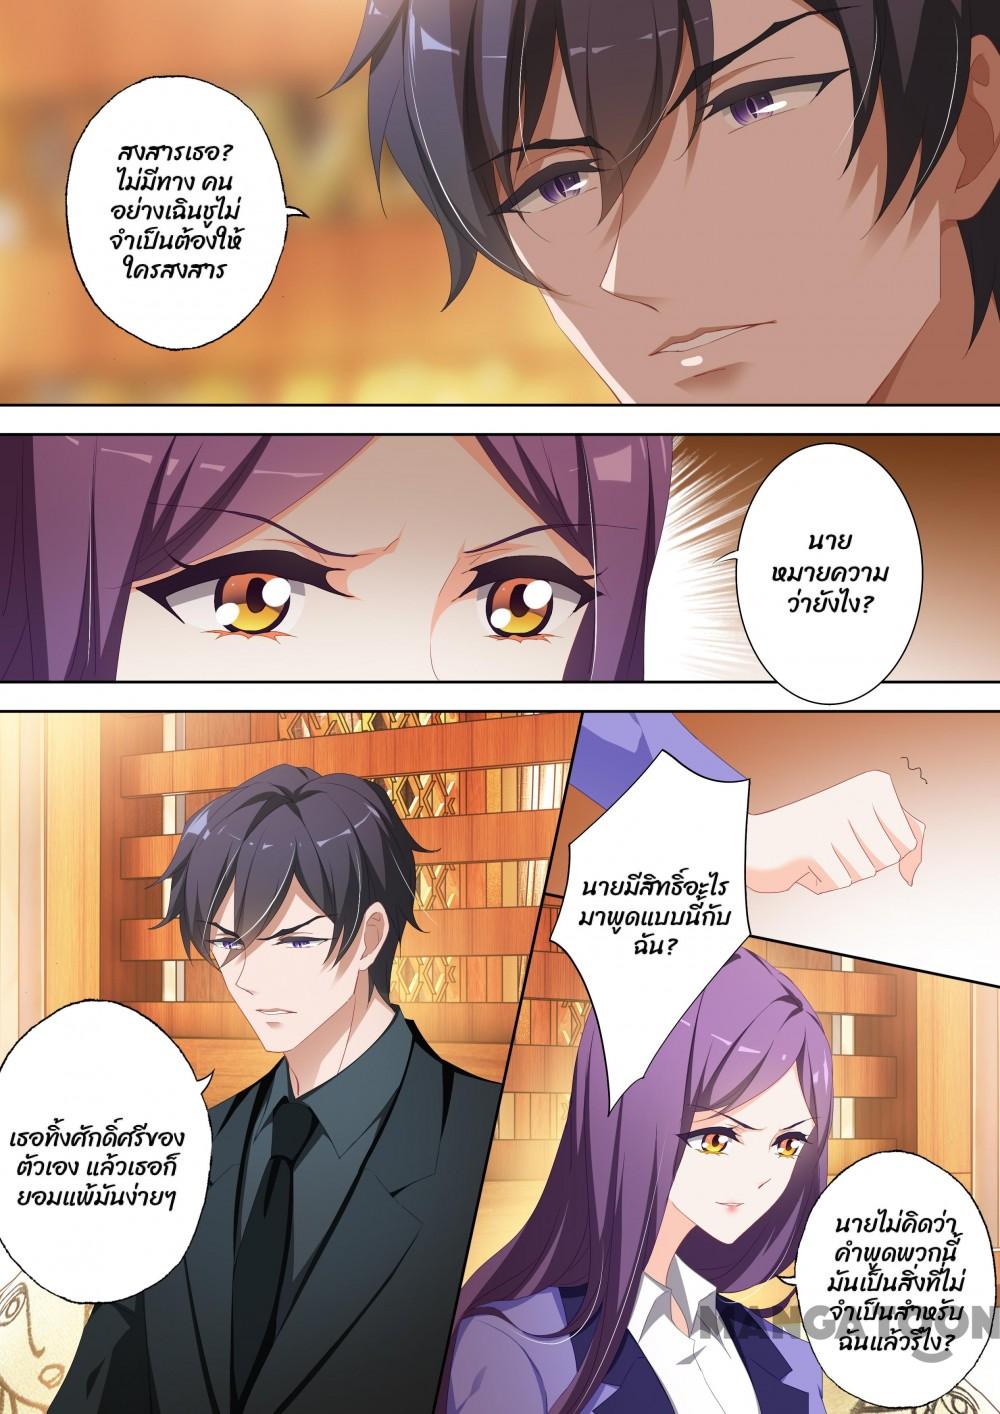 สงสารเธอ?
ไม่มีทาง คน
อย่างเฉินชูไม่
จำเป็นต้องให้
ใครสงสาร
นาย
หมายความ
ว่ายังไง?
นายมีสิทธิ์อะไร
มาพูดแบบนี้กับ
ฉัน?
เธอทิ้งศักดิ์ศรีของ
ตัวเอง แล้วเธอก็
ยอมแพ้มันง่ายๆ
นายไม่คิดว่า
คำพูดพวกนี้
มันเป็นสิ่งที่ไม่
จำเป็นสำหรับ
ฉันแล้วรึไง?
MANGATOON